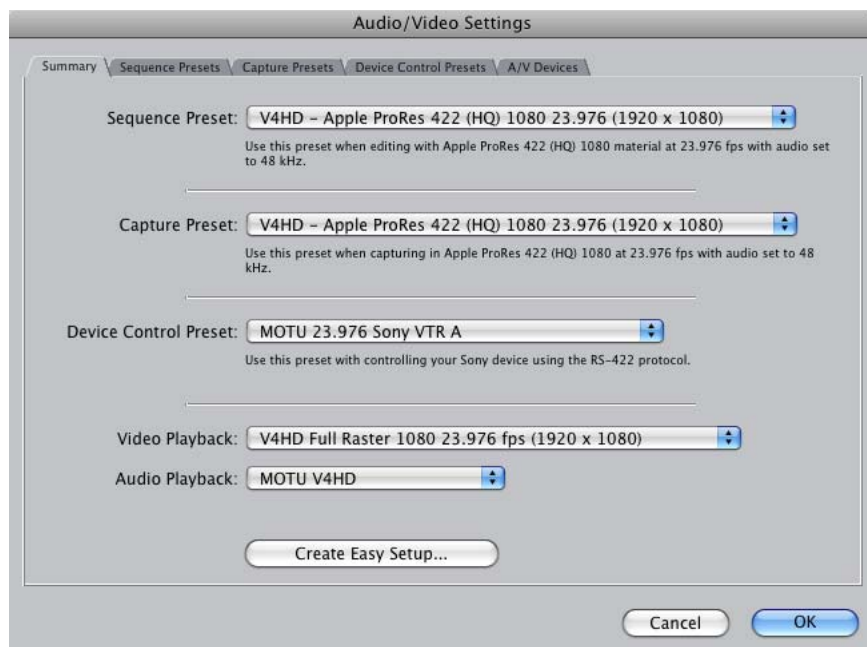 Audio/Video Settings
Summary
Sequence Presets
Capture Presets
Device Control Presets
A/V Devices
Sequence Preset: V4HD – Apple ProRes 422 (HQ) 1080 23.976 (1920 x 1080)
Use this preset when editing with Apple ProRes 422 (HQ) 1080 material at 23.976 fps with audio set
to 48 kHz.
Capture Preset: V4HD – Apple ProRes 422 (HQ) 1080 23.976 (1920 x 1080)
Use this preset when capturing in Apple ProRes 422 (HQ) 1080 at 23.976 fps with audio set to 48
kHz.
Device Control Preset: MOTU 23.976 Sony VTR A
Use this preset with controlling your Sony device using the RS-422 protocol.
Video Playback: V4HD Full Raster 1080 23.976 fps (1920 x 1080)
Audio Playback: MOTU V4HD
Create Easy Setup...
Cancel
OK